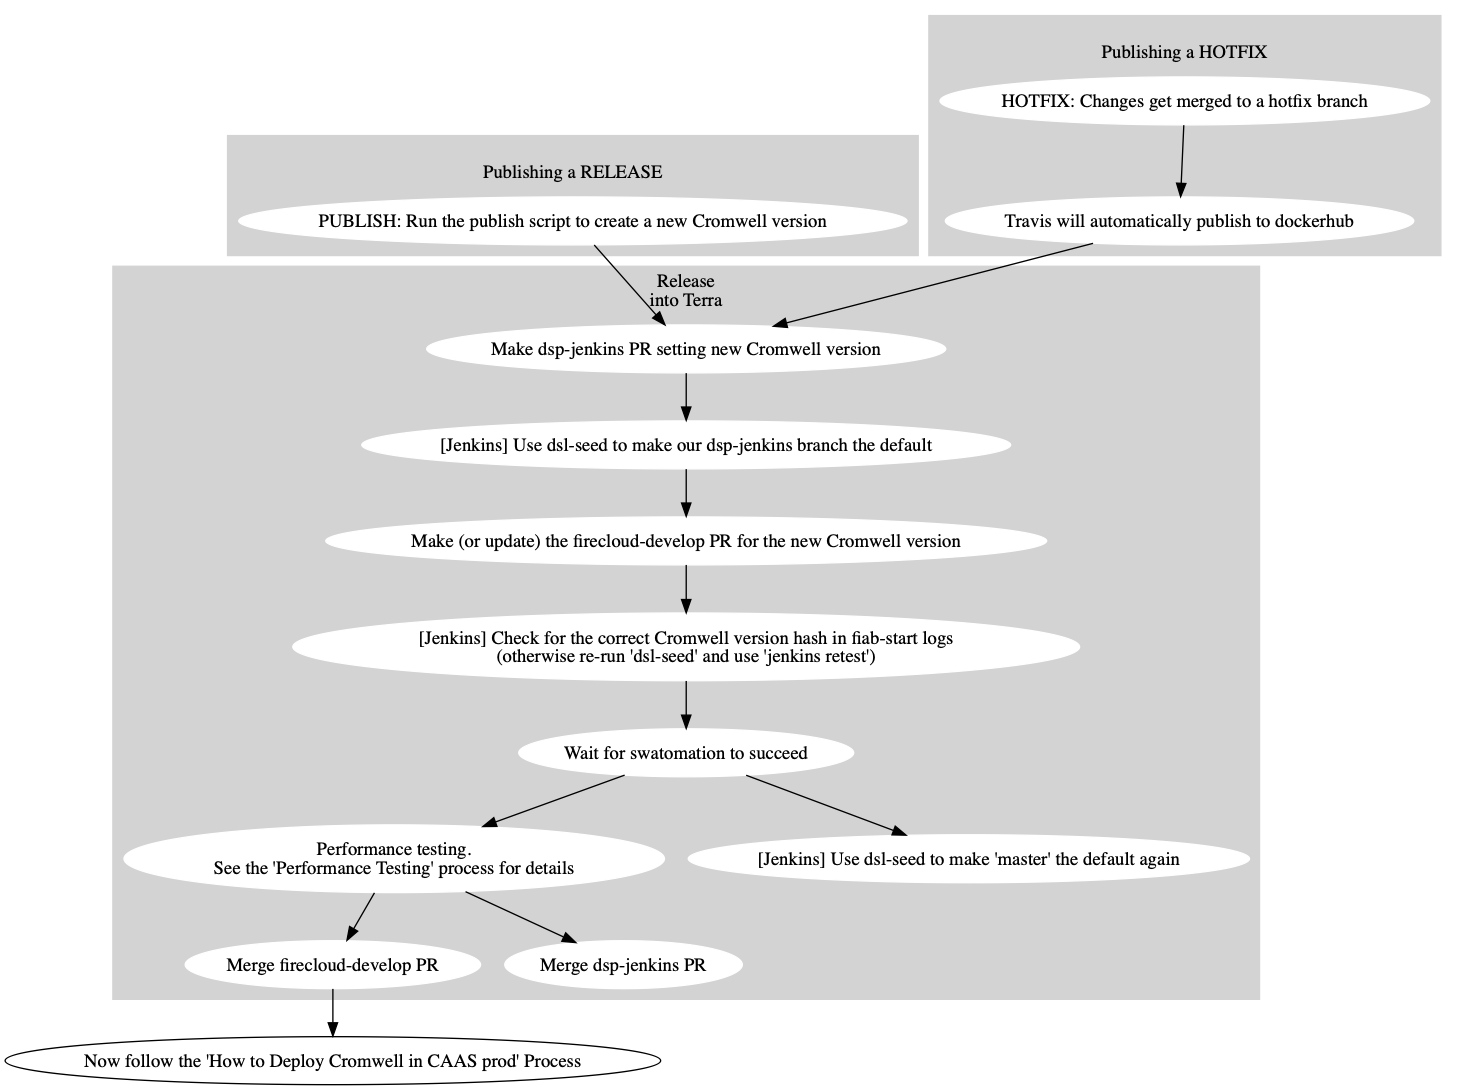 Publishing a HOTFIX
HOTFIX: Changes get merged to a hotfix branch
Publishing a RELEASE
PUBLISH: Run the publish script to create a new Cromwell version
Travis will automatically publish to dockerhub
Release
into Terra
Make dsp-jenkins PR setting new Cromwell version
[Jenkins] Use dsl-seed to make our dsp-jenkins branch the default
Make (or update) the firecloud-develop PR for the new Cromwell version
[Jenkins] Check for the correct Cromwell version hash in fiab-start logs
(otherwise re-run 'dsl-seed' and use 'jenkins retest')
Wait for swatomation to succeed
Performance testing.
See the 'Performance Testing' process for details
[Jenkins] Use dsl-seed to make 'master' the default again
Merge firecloud-develop PR
Merge dsp-jenkins PR
Now follow the 'How to Deploy Cromwell in CAAS prod' Process